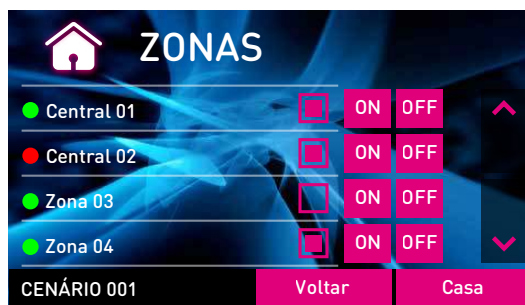 ZONAS
Central 01 ON OFF
Central 02 ON OFF
Zona 03 ON OFF
Zona 04 ON OFF
CENÁRIO 001 Voltar Casa